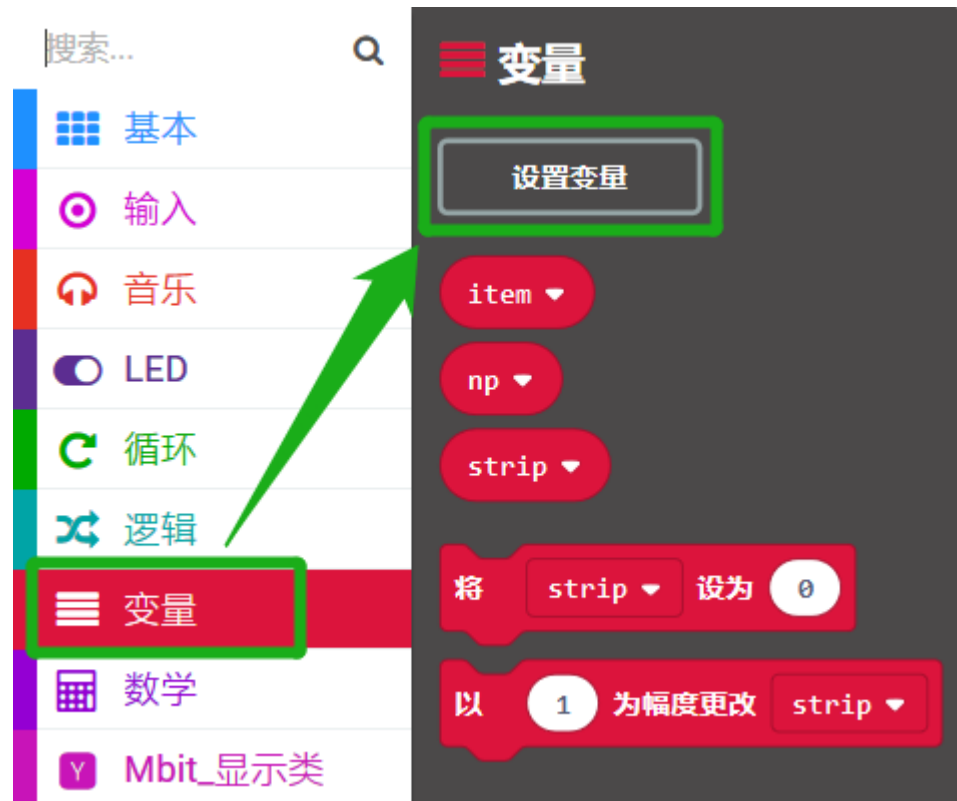 搜索...
基本
输入
音乐
LED
循环
逻辑
变量
数学
Y Mbit_显示类
变量
设置变量
item
np
strip
将 strip 设为 0
以 1 为幅度更改 strip